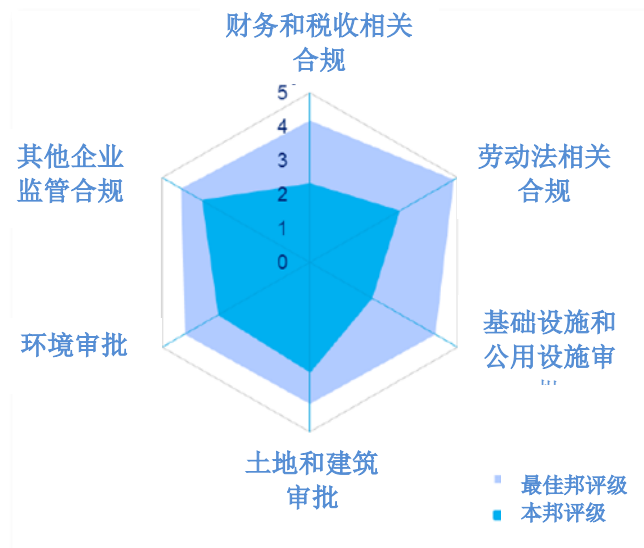 财务和税收相关
合规
5
4
3
2
1
0
其他企业
监管合规
劳动法相关
合规
环境审批
基础设施和
公用设施审
土地和建筑
审批
最佳邦评级
本邦评级